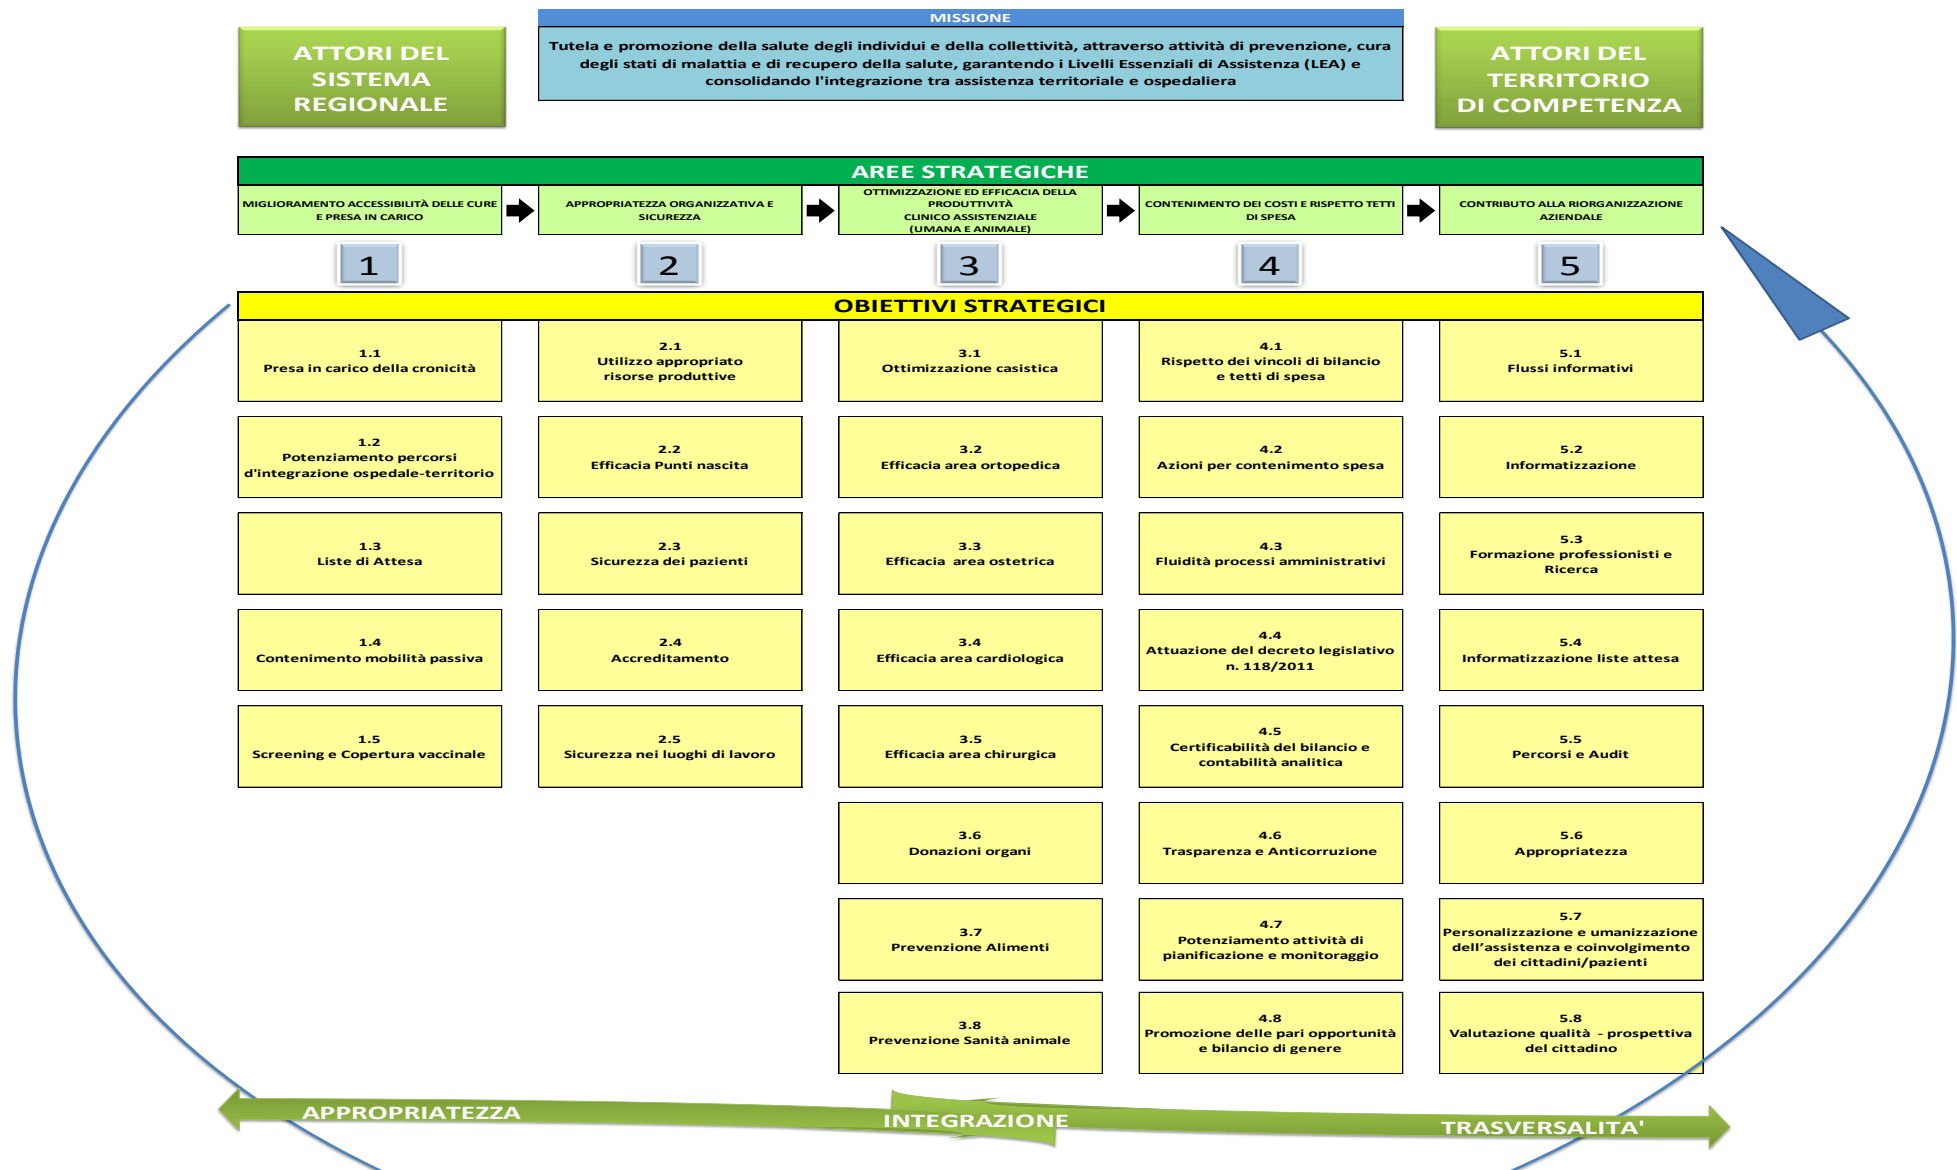 MISSIONE
ATTORI DEL
SISTEMA
REGIONALE
Tutela e promozione della salute degli individui e della collettività, attraverso attività di prevenzione, cura
degli stati di malattia e di recupero della salute, garantendo i Livelli Essenziali di Assistenza (LEA) e
consolidando l'integrazione tra assistenza territoriale e ospedaliera
ATTORI DEL
TERRITORIO
DI COMPETENZA
AREE STRATEGICHE
MIGLIORAMENTO ACCESSIBILITÀ DELLE CURE
E PRESA IN CARICO
APPROPRIATEZZA ORGANIZZATIVA E
SICUREZZA
OTTIMIZZAZIONE ED EFFICACIA DELLA
PRODUTTIVITÀ
CLINICO ASSISTENZIALE
(UMANA E ANIMALE)
CONTENIMENTO DEI COSTI E RISPETTO TETTI
DI SPESA
CONTRIBUTO ALLA RIORGANIZZAZIONE
AZIENDALE
1
2
3
4
5
OBIETTIVI STRATEGICI
1.1
Presa in carico della cronicità
2.1
Utilizzo appropriato
risorse produttive
3.1
Ottimizzazione casistica
4.1
Rispetto dei vincoli di bilancio
e tetti di spesa
5.1
Flussi informativi
1.2
Potenziamento percorsi
d'integrazione ospedale-territorio
2.2
Efficacia Punti nascita
3.2
Efficacia area ortopedica
4.2
Azioni per contenimento spesa
5.2
Informatizzazione
1.3
Liste di Attesa
2.3
Sicurezza dei pazienti
3.3
Efficacia  area ostetrica
4.3
Fluidità processi amministrativi
5.3
Formazione professionisti e
Ricerca
1.4
Contenimento mobilità passiva
2.4
Accreditamento
3.4
Efficacia area cardiologica
4.4
Attuazione del decreto legislativo
n. 118/2011
5.4
Informatizzazione liste attesa
1.5
Screening e Copertura vaccinale
2.5
Sicurezza nei luoghi di lavoro
3.5
Efficacia area chirurgica
4.5
Certificabilità del bilancio e
contabilità analitica
5.5
Percorsi e Audit
3.6
Donazioni organi
4.6
Trasparenza e Anticorruzione
5.6
Appropriatezza
3.7
Prevenzione Alimenti
4.7
Potenziamento attività di
pianificazione e monitoraggio
5.7
Personalizzazione e umanizzazione
dell’assistenza e coinvolgimento
dei cittadini/pazienti
3.8
Prevenzione Sanità animale
4.8
Promozione delle pari opportunità
e bilancio di genere
5.8
Valutazione qualità  - prospettiva
del cittadino
APPROPRIATEZZA
INTEGRAZIONE
TRASVERSALITA'